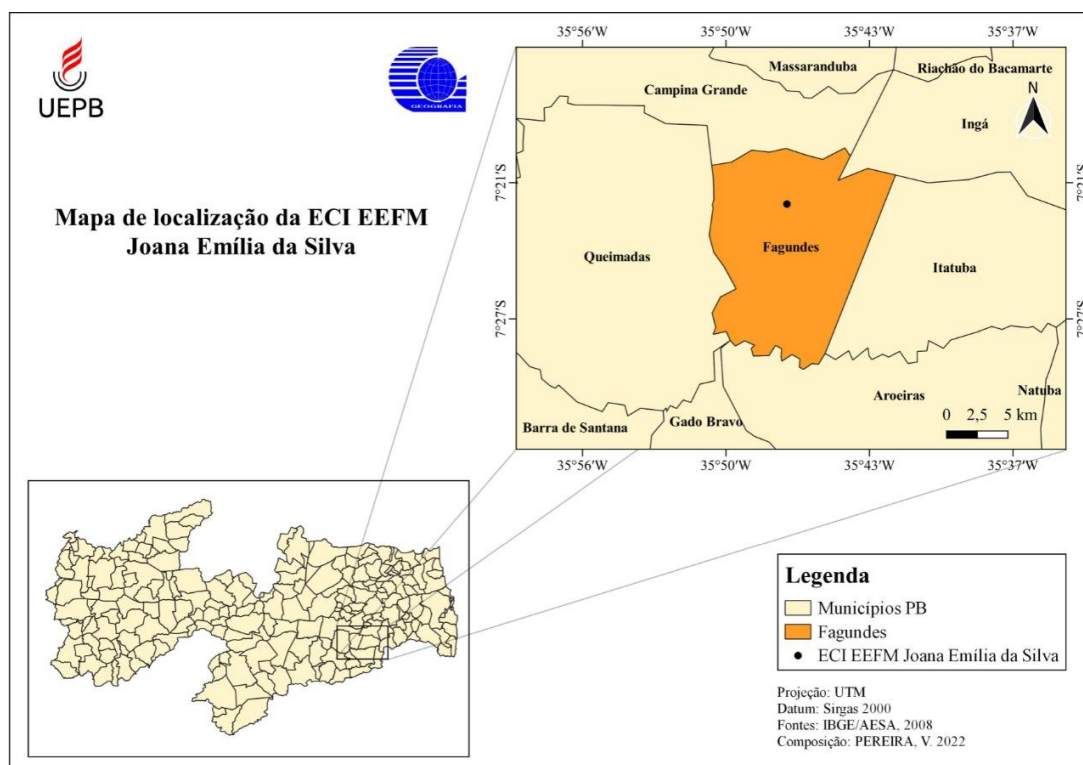 UEPB
GEOGRAFIA
Mapa de localização da ECI EEFM
Joana Emília da Silva
35°56'W
35°50'W
35°43'W
35°37'W
Massaranduba
Riachão do Bacamarte
Campina Grande
N
Ingá
7°21'S
7°21'S
Fagundes
Queimadas
Itatuba
7°27'S
7°27'S
Aroeiras
Natuba
Barra de Santana
Gado Bravo
0 2,5 5 km
35°56'W
35°50'W
35°43'W
35°37'W
Legenda
Municípios PB
Fagundes
ECI EEFM Joana Emília da Silva
Projeção: UTM
Datum: Sirgas 2000
Fontes: IBGE/AESA, 2008
Composição: PEREIRA, V. 2022